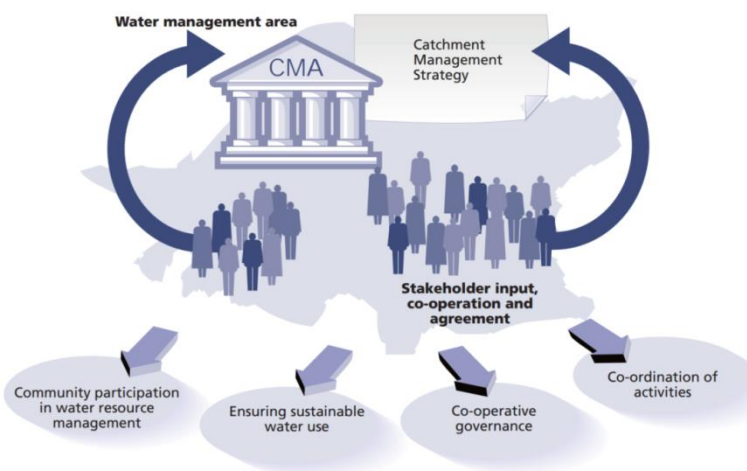 Water management area
CMA
Catchment
Management
Strategy
Stakeholder input,
co-operation and
agreement
Community participation
in water resource
management
Ensuring sustainable
water use
Co-operative
governance
Co-ordination of
activities